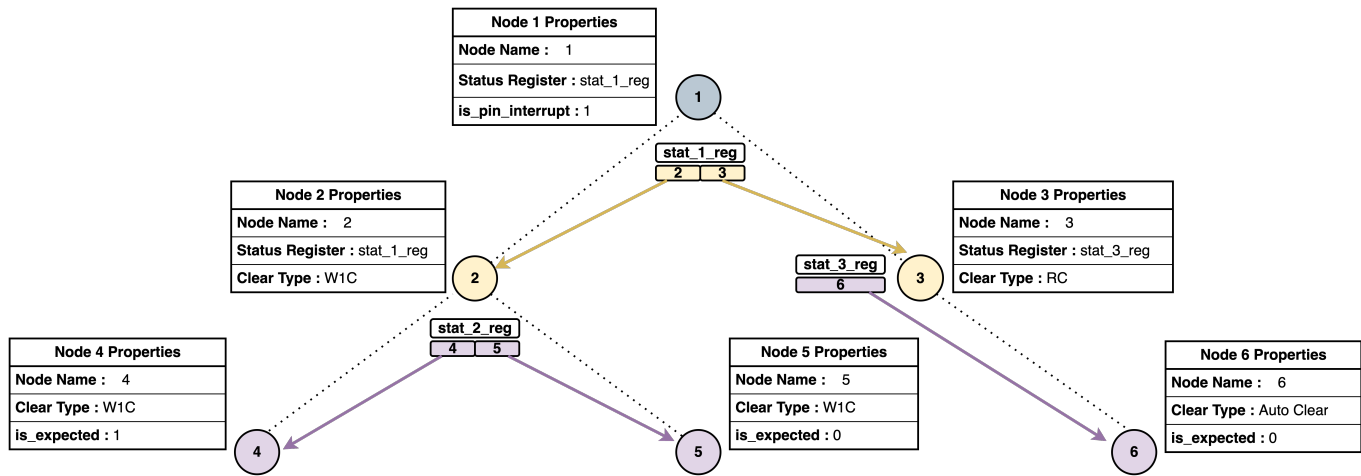 Node 1 Properties
Node Name : 1
Status Register : stat_1_reg
is_pin_interrupt : 1
1
stat_1_reg
2 3
Node 2 Properties
Node Name : 2
Status Register : stat_1_reg
Clear Type : W1C
2
Node 3 Properties
Node Name : 3
Status Register : stat_3_reg
Clear Type : RC
3
stat_3_reg
6
stat_2_reg
4 5
Node 4 Properties
Node Name : 4
Clear Type : W1C
is_expected : 1
4
Node 5 Properties
Node Name : 5
Clear Type : W1C
is_expected : 0
5
Node 6 Properties
Node Name : 6
Clear Type : Auto Clear
is_expected : 0
6